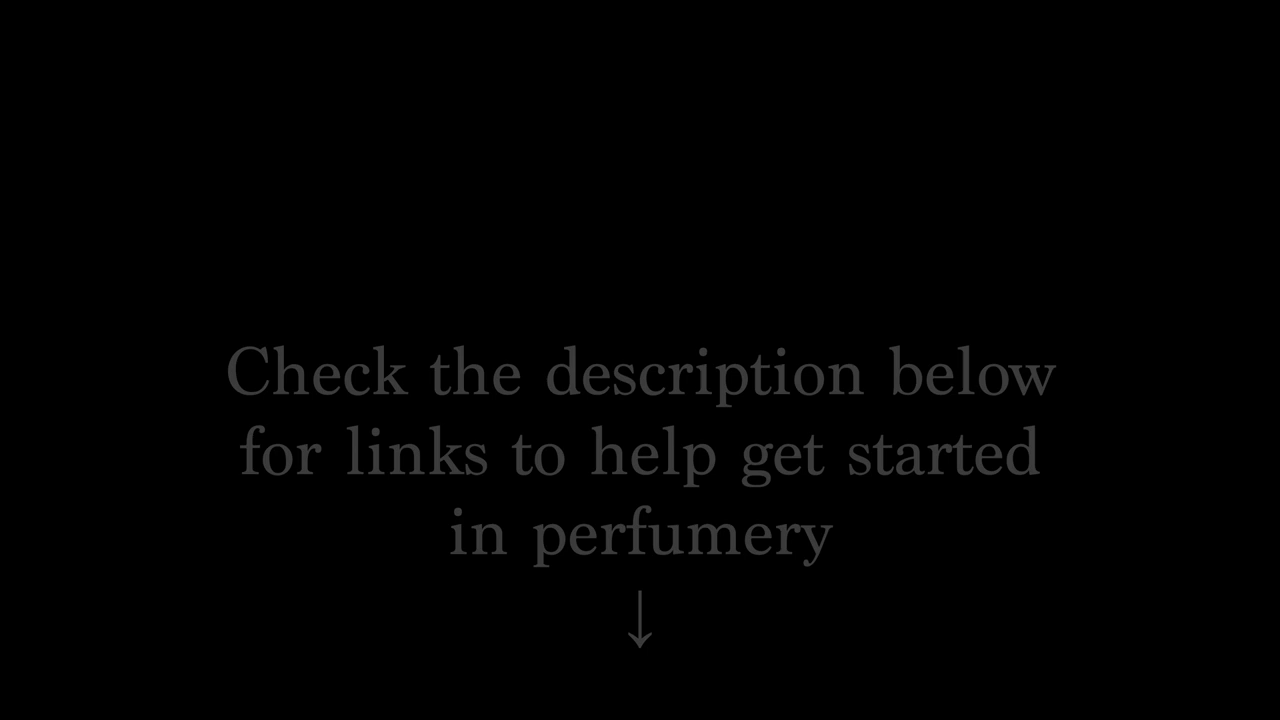 Check the description below
for links to help get started
in perfumery
↓